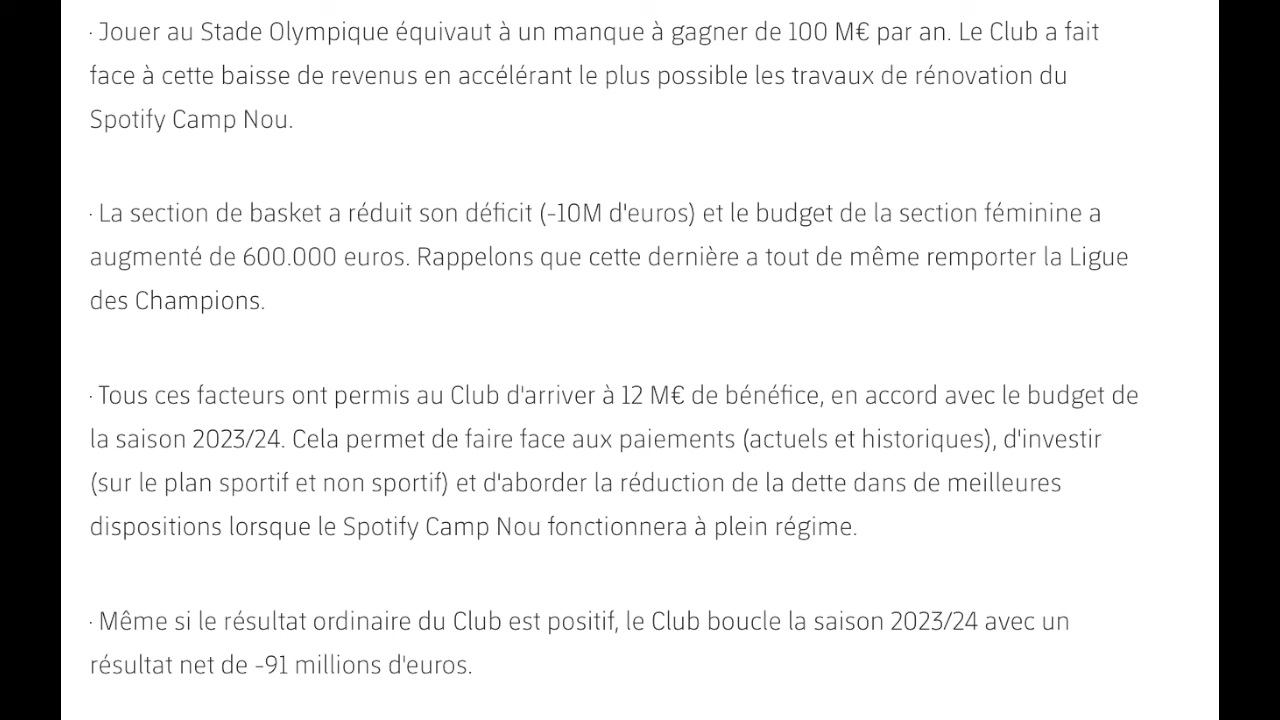 · Jouer au Stade Olympique équivaut à un manque à gagner de 100 M€ par an. Le Club a fait
face à cette baisse de revenus en accélérant le plus possible les travaux de rénovation du
Spotify Camp Nou.
· La section de basket a réduit son déficit (-10M d'euros) et le budget de la section féminine a
augmenté de 600.000 euros. Rappelons que cette dernière a tout de même remporter la Ligue
des Champions.
· Tous ces facteurs ont permis au Club d'arriver à 12 M€ de bénéfice, en accord avec le budget de
la saison 2023/24. Cela permet de faire face aux paiements (actuels et historiques), d'investir
(sur le plan sportif et non sportif) et d'aborder la réduction de la dette dans de meilleures
dispositions lorsque le Spotify Camp Nou fonctionnera à plein régime.
· Même si le résultat ordinaire du Club est positif, le Club boucle la saison 2023/24 avec un
résultat net de -91 millions d'euros.